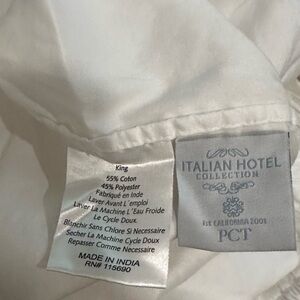 King
55% Coton
45% Polyester
Fabriqué en Inde
Laver Avant L'emploi
Laver La Machine L'Eau Froide
Le Cycle Doux
Blanchir Sans Chlore Si Necessaire
Secher La Machine Cycle Doux
Repasser Comme Necessaire
MADE IN INDIA
RN# 115690
ITALIAN HOTEL
COLLECTION
Est. CALIFORNIA 2003
PCT